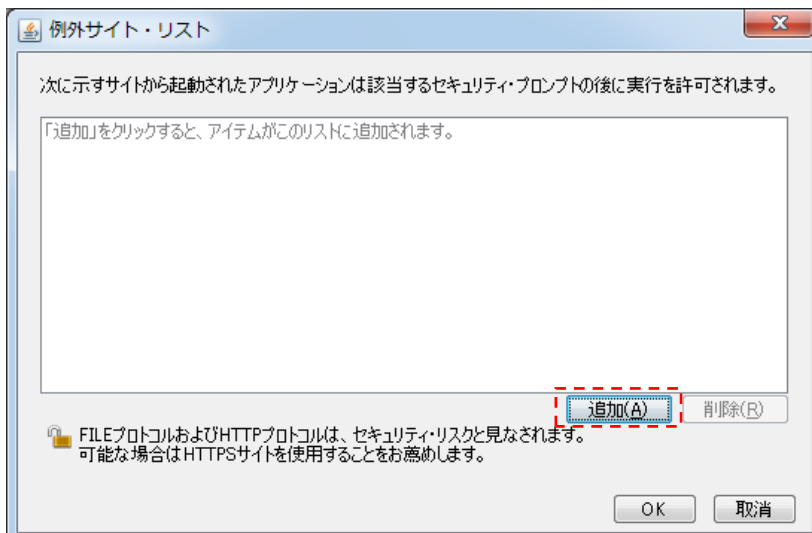 例外サイト・リスト
次に示すサイトから起動されたアプリケーションは該当するセキュリティ・プロンプトの後に実行を許可されます。
「追加」をクリックすると、アイテムがこのリストに追加されます。
追加(A) 削除(R)
FILEプロトコルおよびHTTPプロトコルは、セキュリティ・リスクと見なされます。
可能な場合はHTTPSサイトを使用することをお薦めします。
OK 取消